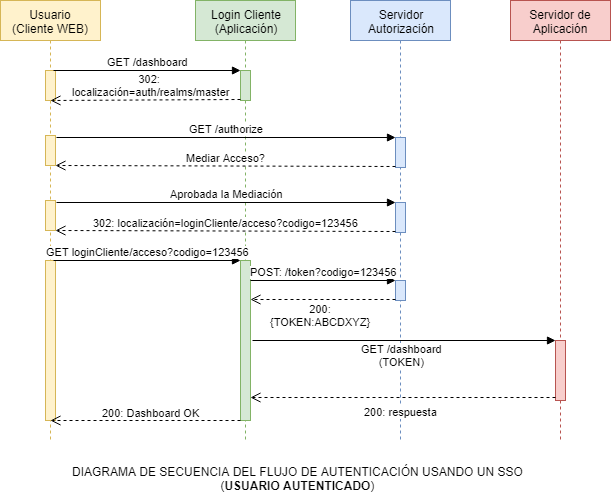 Usuario
(Cliente WEB)
Login Cliente
(Aplicación)
Servidor
Autorización
Servidor de
Aplicación
GET /dashboard
302:
localización=auth/realms/master
GET /authorize
Mediar Acceso?
Aprobada la Mediación
302: localización=loginCliente/acceso?codigo=123456
GET loginCliente/acceso?codigo=123456
POST: /token?codigo=123456
200:
{TOKEN:ABCDXYZ}
GET /dashboard
(TOKEN)
200: respuesta
200: Dashboard OK
DIAGRAMA DE SECUENCIA DEL FLUJO DE AUTENTICACIÓN USANDO UN SSO
(USUARIO AUTENTICADO)